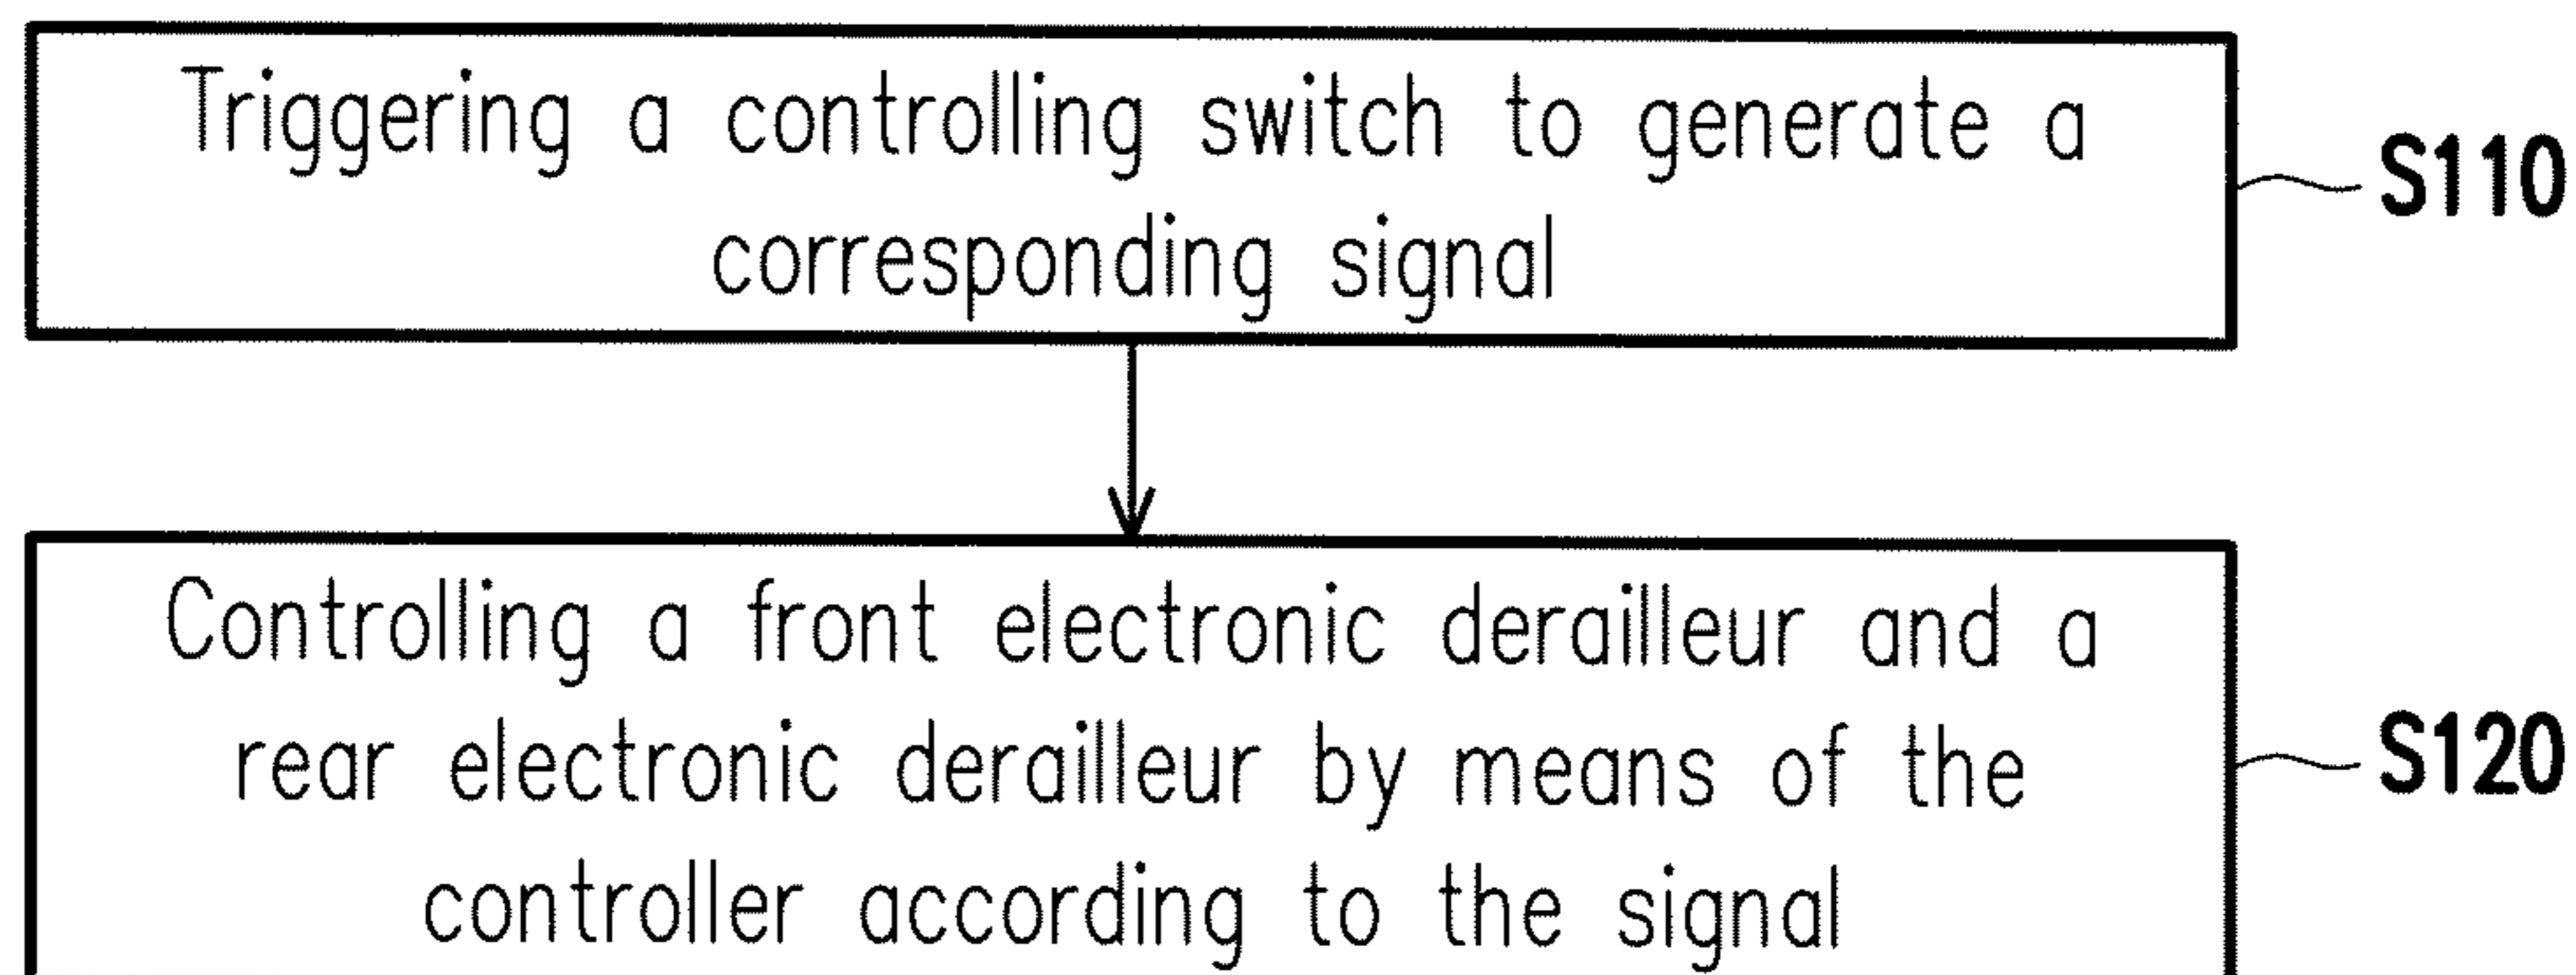 Triggering a controlling switch to generate a
corresponding signal
S110
Controlling a front electronic derailleur and a
rear electronic derailleur by means of the
controller according to the signal
S120